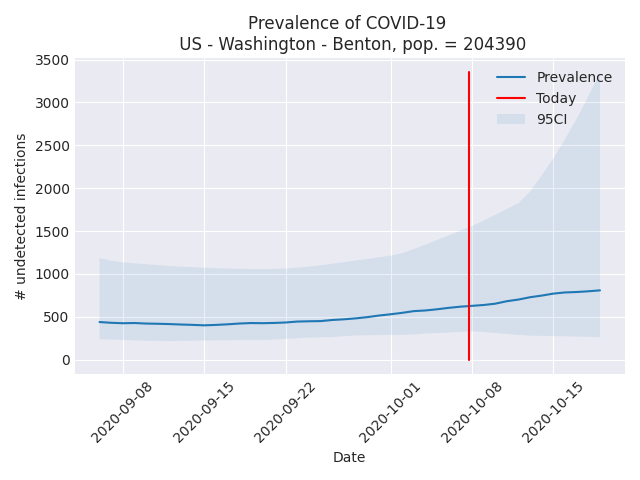 Prevalence of COVID-19
US - Washington - Benton, pop. = 204390
3500
3000
2500
2000
1500
1000
500
0
# undetected infections
Prevalence
Today
95CI
2020-09-08
2020-09-15
2020-09-22
2020-10-01
2020-10-08
2020-10-15
Date